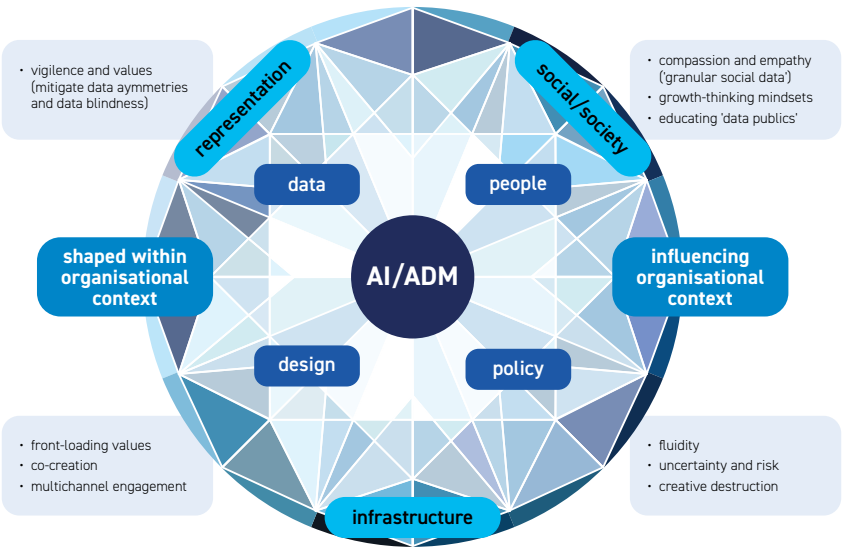 • vigilence and values
(mitigate data aymmetries
and data blindness)
representation
social/society
• compassion and empathy
('granular social data')
• growth-thinking mindsets
• educating 'data publics'
data
people
shaped within
organisational
context
AI/ADM
influencing
organisational
context
design
policy
• front-loading values
• co-creation
• multichannel engagement
infrastructure
• fluidity
• uncertainty and risk
• creative destruction